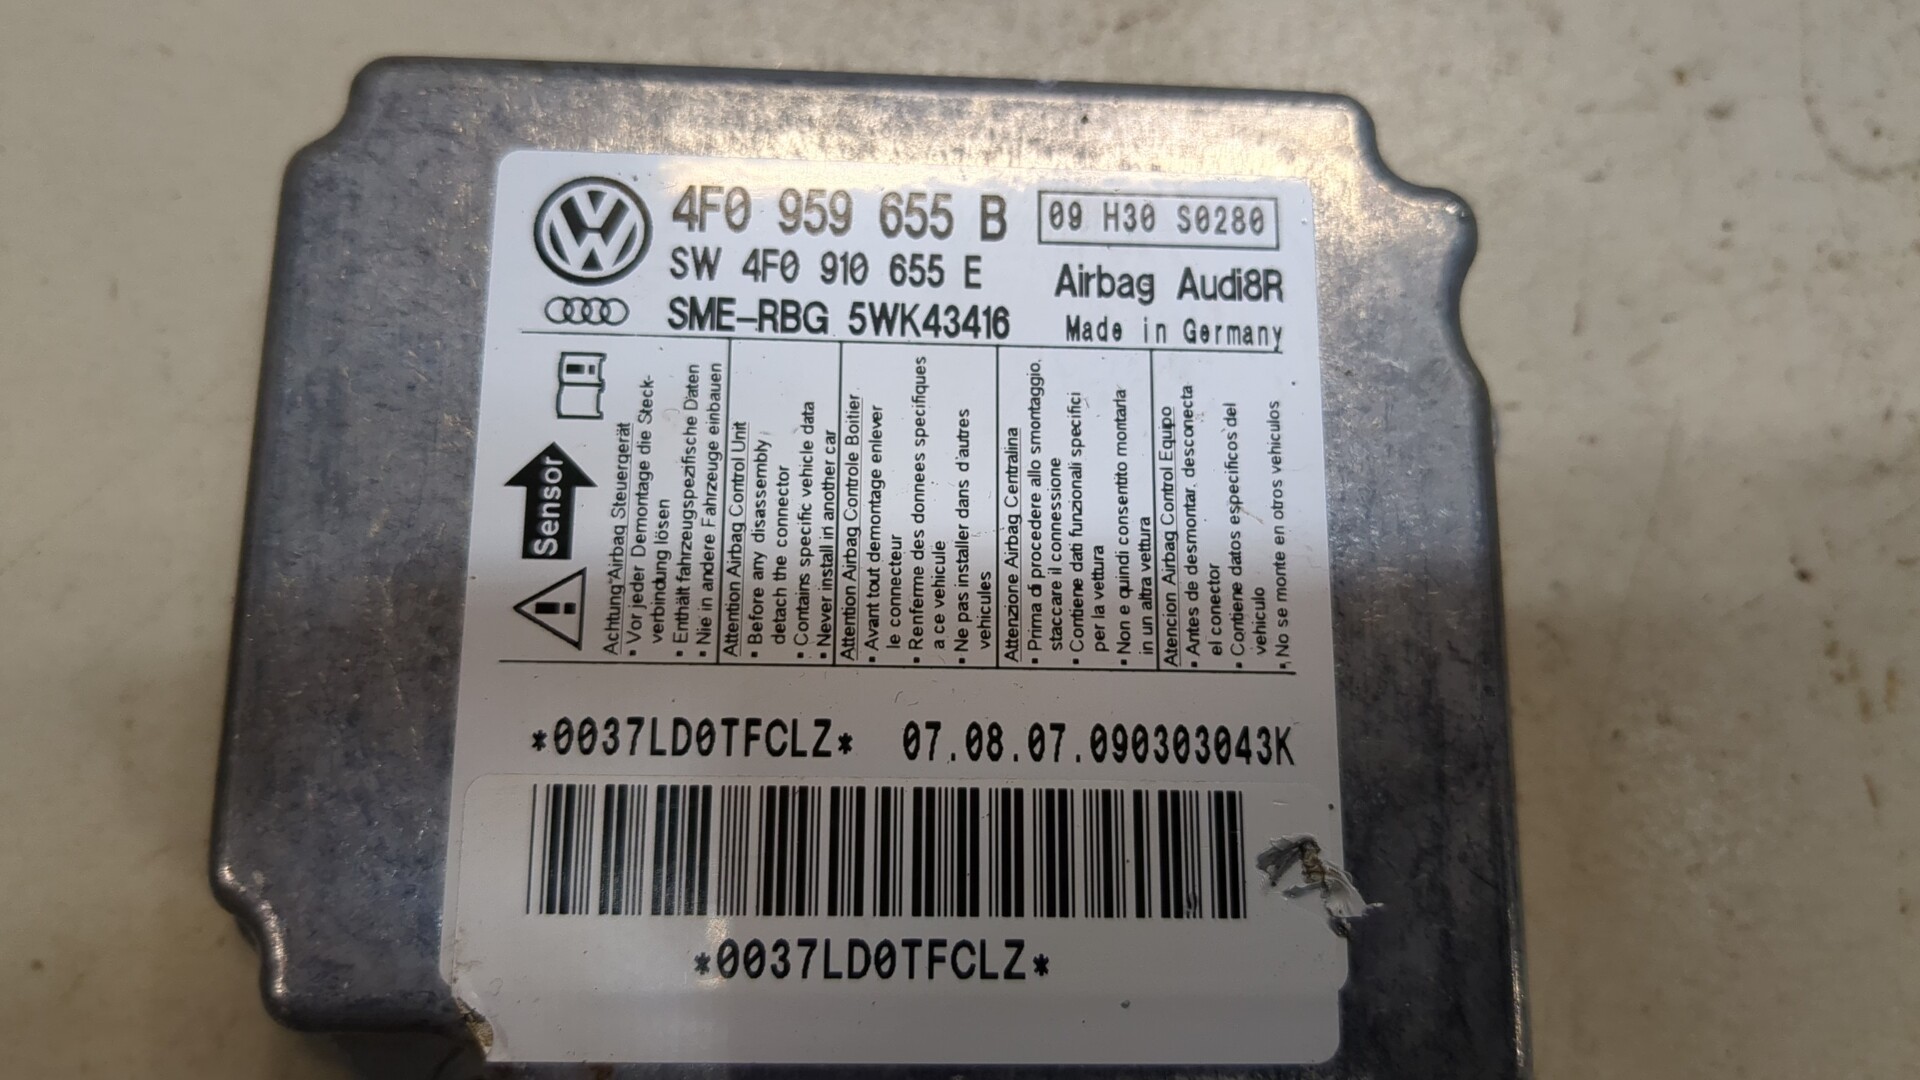 4F0 959 655 B
09 H30 S0280
SW 4F0 910 655 E
Airbag Audi8R
SME-RBG 5WK43416
Made in Germany
Sensor
Achtung Airbag Steuergerät
▪ Vor jeder Demontage die Steck-
verbindung lösen
▪ Enthält fahrzeugspezifische Daten
▪ Nie in andere Fahrzeuge einbauen
Attention Airbag Control Unit
▪ Before any disassembly
detach the connector
▪ Contains specific vehicle data
▪ Never install in another car
Attention Airbag Controle Boitier
▪ Avant tout demontage enlever
le connecteur
▪ Renferme des donnees specifiques
a ce vehicule
▪ Ne pas installer dans d'autres
vehicules
Attenzione Airbag Centralina
▪ Prima di procedere allo smontaggio,
staccare il connessione
▪ Contiene dati funzionali specifici
per la vettura
▪ Non e quindi consentito montarla
in un altra vettura
Atencion Airbag Control Equipo
▪ Antes de desmontar, desconecta
el conector
▪ Contiene datos especificos del
vehiculo
▪ No se monte en otros vehiculos
*0037LD0TFCLZ* 07.08.07.090303043K
*0037LD0TFCLZ*